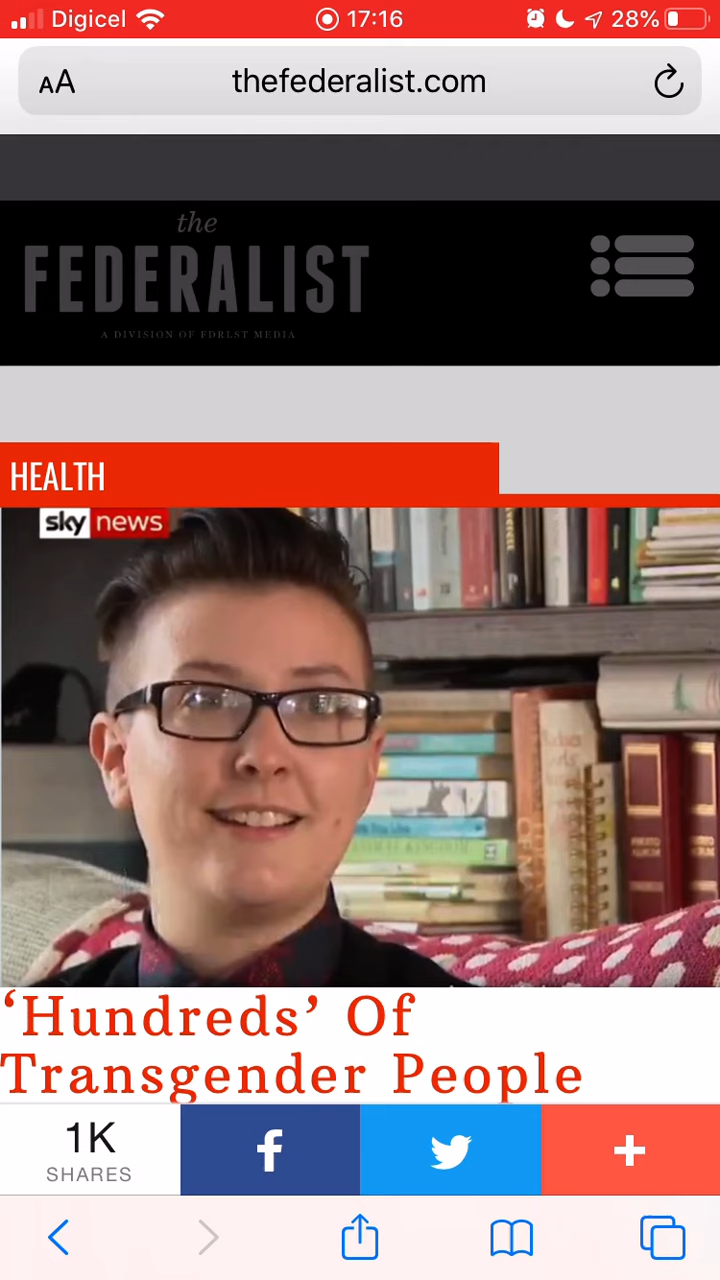 Digicel 17:16 28%
AA thefederalist.com
the
FEDERALIST
A DIVISION OF FDRLST MEDIA
HEALTH
sky news
‘Hundreds’ Of
Transgender People
1K
SHARES